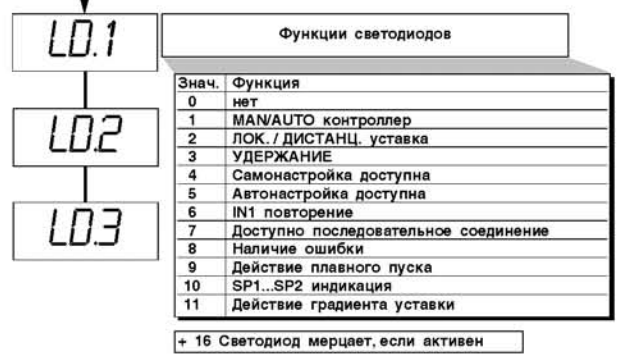 LD.1
Функции светодиодов
Знач. Функция
0 нет
1 MAN/AUTO контроллер
2 ЛОК. / ДИСТАНЦ. уставка
3 УДЕРЖАНИЕ
4 Самонастройка доступна
5 Автонастройка доступна
6 IN1 повторение
7 Доступно последовательное соединение
8 Наличие ошибки
9 Действие плавного пуска
10 SP1...SP2 индикация
11 Действие градиента уставки
LD.2
LD.3
+ 16 Светодиод мерцает, если активен